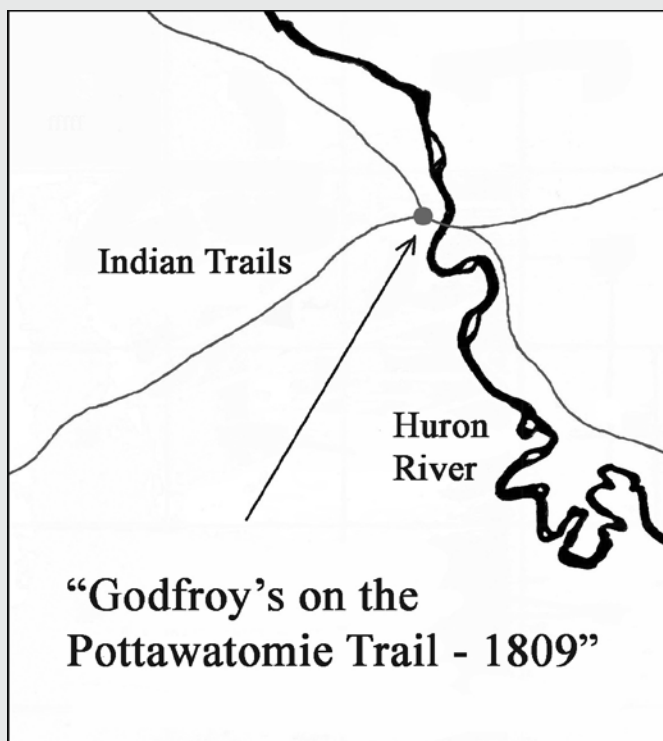 Indian Trails
Huron
River
“Godfroy’s on the
Pottawatomie Trail - 1809”